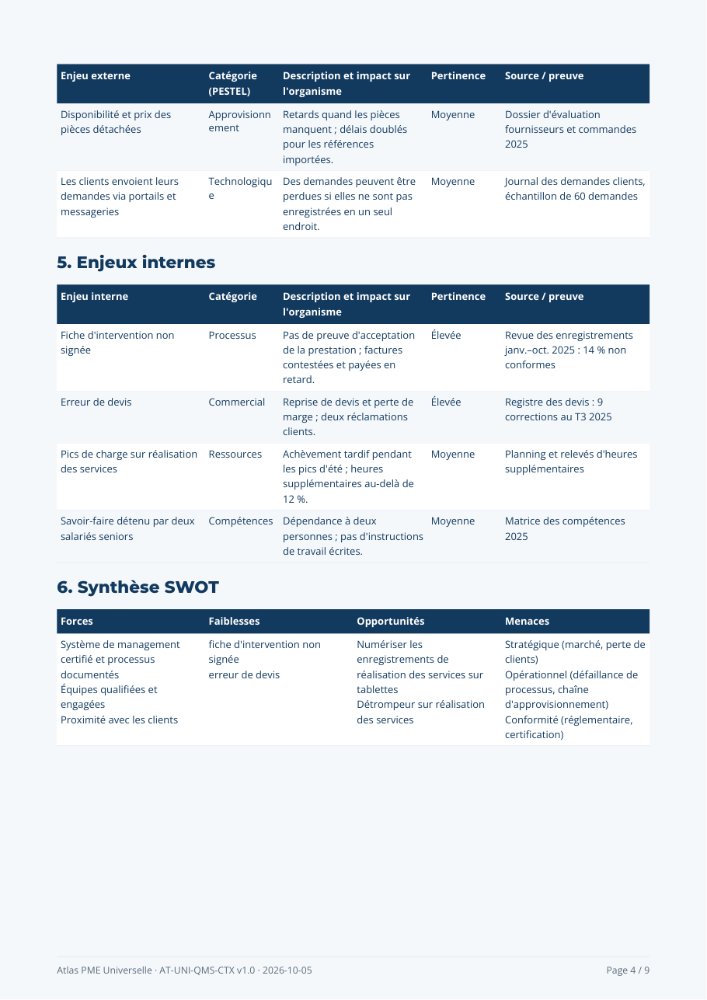 Enjeu externe
Catégorie (PESTEL)
Description et impact sur l'organisme
Pertinence
Source / preuve
Disponibilité et prix des
pièces détachées
Approvisionn
ement
Retards quand les pièces
manquent ; délais doublés
pour les références
importées.
Moyenne
Dossier d'évaluation
fournisseurs et commandes
2025
Les clients envoient leurs
demandes via portails et
messageries
Technologiqu
e
Des demandes peuvent être
perdues si elles ne sont pas
enregistrées en un seul
endroit.
Moyenne
Journal des demandes clients,
échantillon de 60 demandes
5. Enjeux internes
Enjeu interne
Catégorie
Description et impact sur
l'organisme
Pertinence
Source / preuve
Fiche d'intervention non
signée
Processus
Pas de preuve d'acceptation
de la prestation ; factures
contestées et payées en
retard.
Élevée
Revue des enregistrements
janv.–oct. 2025 : 14 % non
conformes
Erreur de devis
Commercial
Reprise de devis et perte de
marge ; deux réclamations
clients.
Élevée
Registre des devis : 9
corrections au T3 2025
Pics de charge sur réalisation
des services
Ressources
Achèvement tardif pendant
les pics d'été ; heures
supplémentaires au-delà de
12 %.
Moyenne
Planning et relevés d'heures
supplémentaires
Savoir-faire détenu par deux
salariés seniors
Compétences
Dépendance à deux
personnes ; pas d'instructions
de travail écrites.
Moyenne
Matrice des compétences
2025
6. Synthèse SWOT
Forces
Faiblesses
Opportunités
Menaces
Système de management
certifié et processus
documentés
Équipes qualifiées et
engagées
Proximité avec les clients
fiche d'intervention non
signée
erreur de devis
Numériser les
enregistrements de
réalisation des services sur
tablettes
Détrompeur sur réalisation
des services
Stratégique (marché, perte de
clients)
Opérationnel (défaillance de
processus, chaîne
d'approvisionnement)
Conformité (réglementaire,
certification)
Atlas PME Universelle · AT-UNI-QMS-CTX v1.0 · 2026-10-05
Page 4 / 9